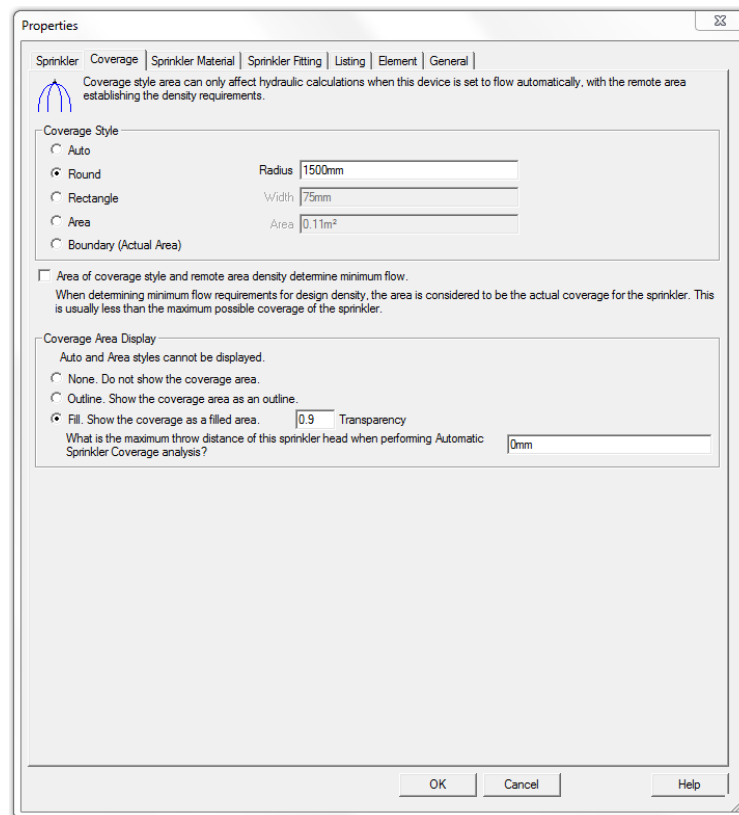 Properties
Sprinkler Coverage Sprinkler Material Sprinkler Fitting Listing Element General
Coverage style area can only affect hydraulic calculations when this device is set to flow automatically, with the remote area
establishing the density requirements.
Coverage Style
Auto
Round Radius 1500mm
Rectangle Width 75mm
Area Area 0.11m²
Boundary (Actual Area)
Area of coverage style and remote area density determine minimum flow.
When determining minimum flow requirements for design density, the area is considered to be the actual coverage for the sprinkler. This
is usually less than the maximum possible coverage of the sprinkler.
Coverage Area Display
Auto and Area styles cannot be displayed.
None. Do not show the coverage area.
Outline. Show the coverage area as an outline.
Fill. Show the coverage as a filled area. 0.9 Transparency
What is the maximum throw distance of this sprinkler head when performing Automatic
Sprinkler Coverage analysis? 0mm
OK Cancel Help